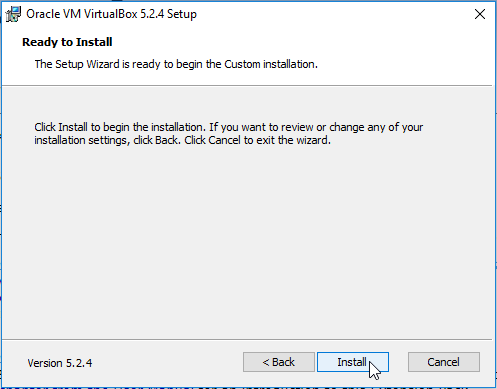 Oracle VM VirtualBox 5.2.4 Setup
Ready to Install
The Setup Wizard is ready to begin the Custom installation.
Click Install to begin the installation. If you want to review or change any of your
installation settings, click Back. Click Cancel to exit the wizard.
Version 5.2.4
< Back
Install
Cancel